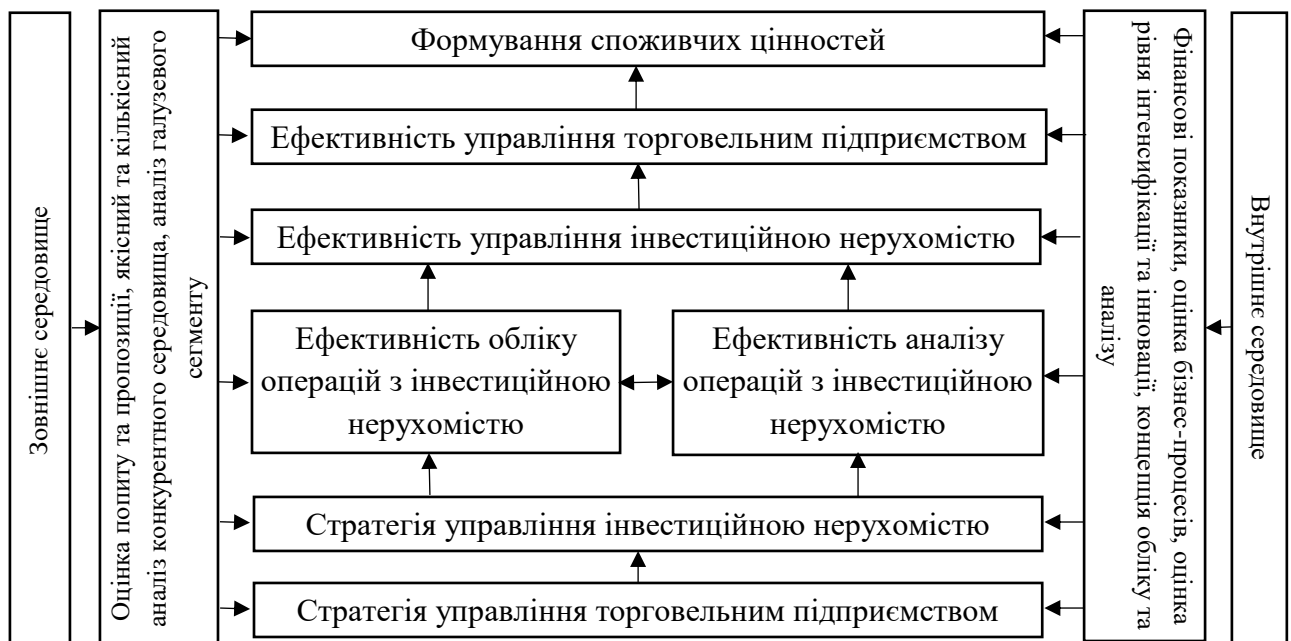 Зовнішнє середовище
Оцінка попиту та пропозиції, якісний та кількісний
аналіз конкурентного середовища, аналіз галузевого
сегменту
Формування споживчих цінностей
Ефективність управління торговельним підприємством
Ефективність управління інвестиційною нерухомістю
Ефективність обліку
операцій з інвестиційною
нерухомістю
Ефективність аналізу
операцій з інвестиційною
нерухомістю
Стратегія управління інвестиційною нерухомістю
Стратегія управління торговельним підприємством
Фінансові показники, оцінка бізнес-процесів, оцінка
рівня інтенсифікації та інновації, концепція обліку та
аналізу
Внутрішнє середовище